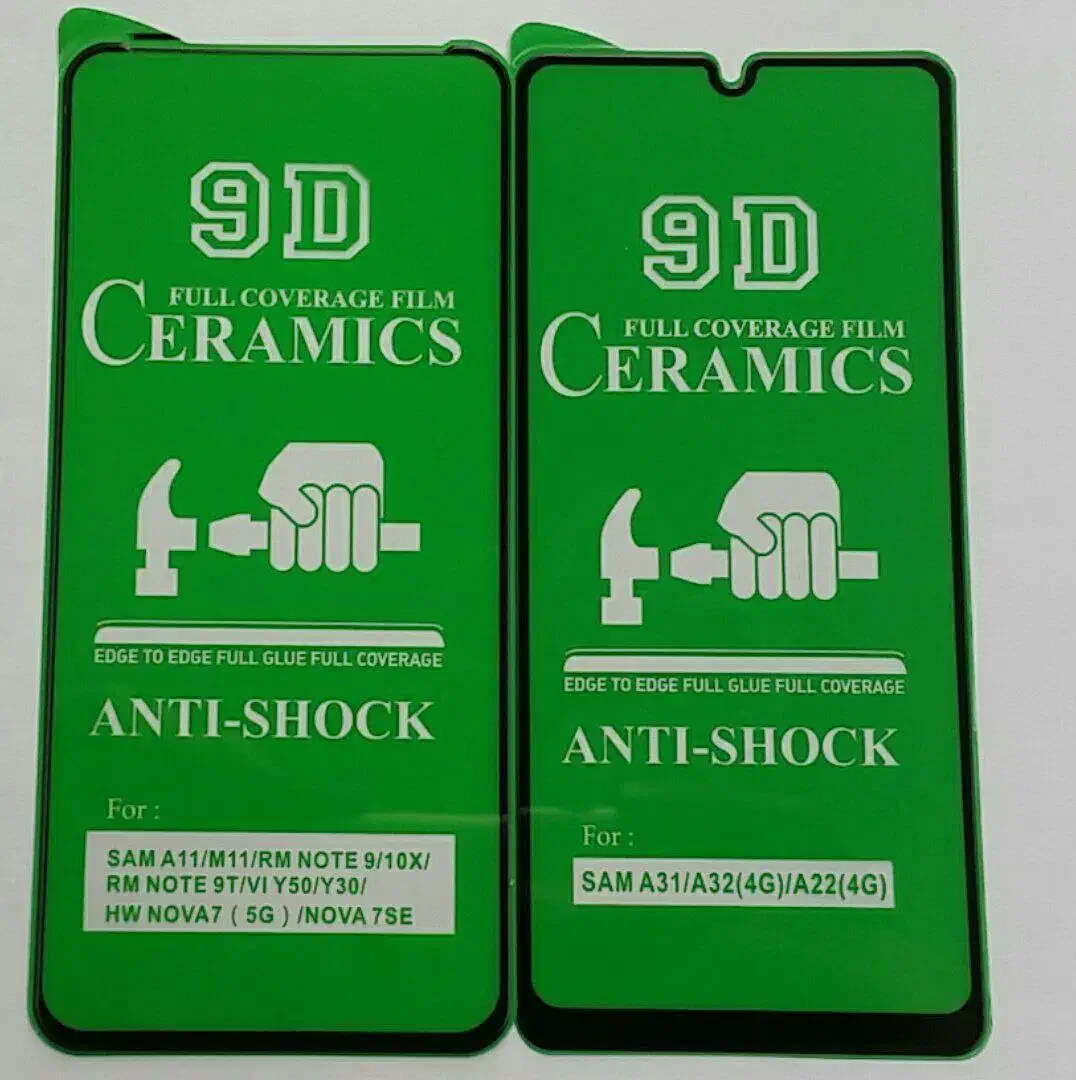 9D
FULL COVERAGE FILM
CERAMICS
EDGE TO EDGE FULL GLUE FULL COVERAGE
ANTI-SHOCK
For :
SAM A11/M11/RM NOTE 9/10X/
RM NOTE 9T/VI Y50/Y30/
HW NOVA7 ( 5G ) /NOVA 7SE
9D
FULL COVERAGE FILM
CERAMICS
EDGE TO EDGE FULL GLUE FULL COVERAGE
ANTI-SHOCK
For :
SAM A31/A32(4G)/A22(4G)